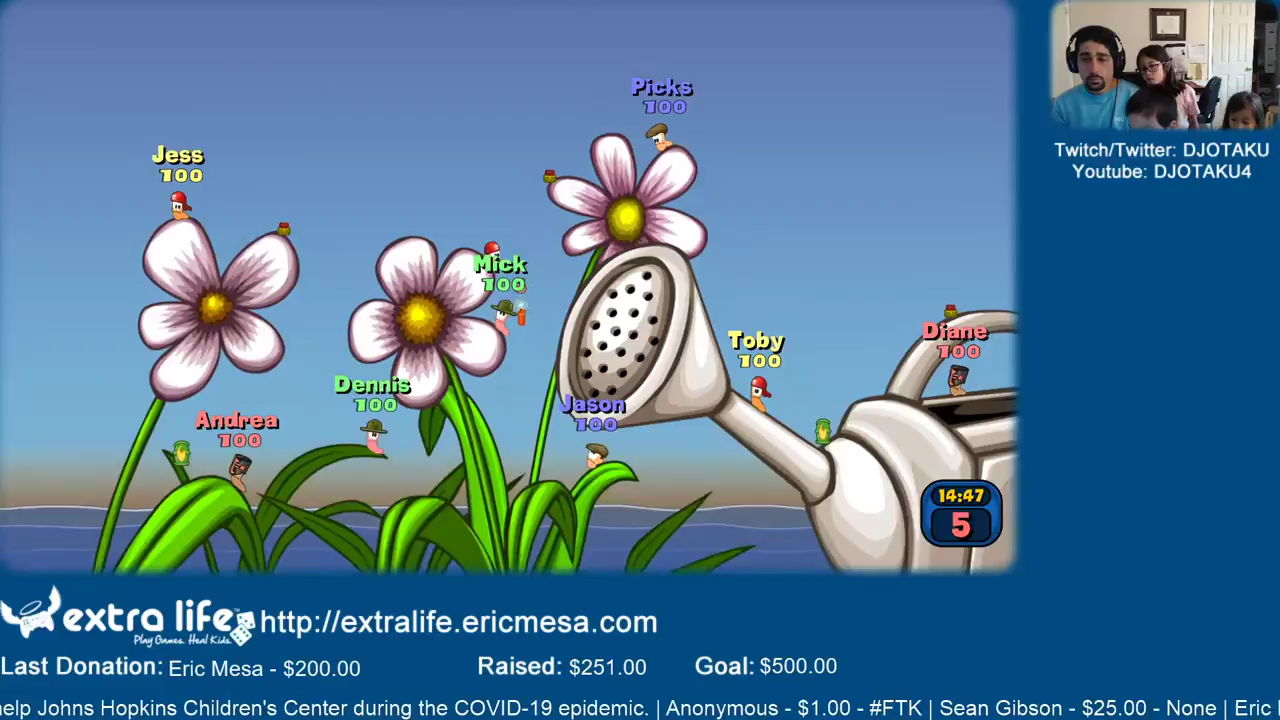 Picks
100
Jess
100
Mick
100
Toby
100
Diane
100
Dennis
100
Jason
100
Andrea
100
14:47
5
Twitch/Twitter: DJOTAKU
Youtube: DJOTAKU4
extra life
Play Games. Heal Kids.
http://extralife.ericmesa.com
Last Donation: Eric Mesa - $200.00
Raised: $251.00
Goal: $500.00
elp Johns Hopkins Children's Center during the COVID-19 epidemic. | Anonymous - $1.00 - #FTK | Sean Gibson - $25.00 - None | Eric